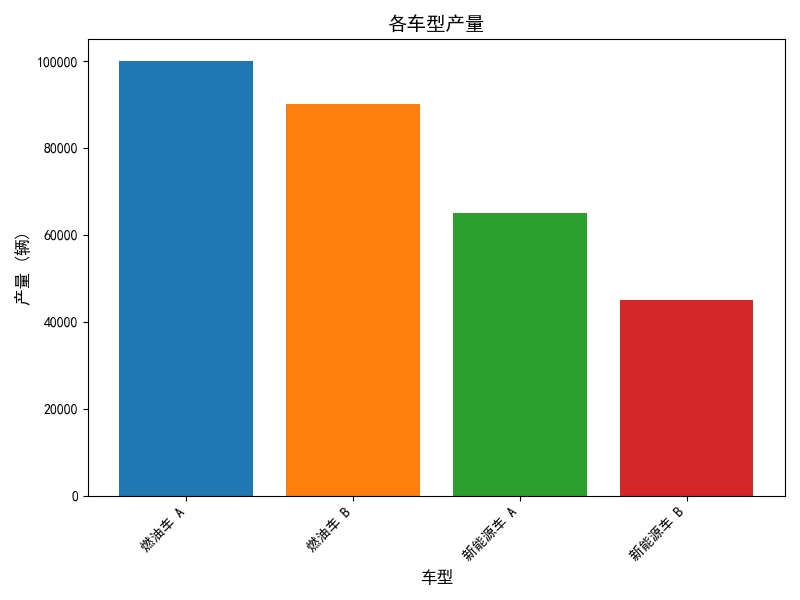 各车型产量
产量 (辆)
100000
80000
60000
40000
20000
0
燃油车 A
燃油车 B
新能源车 A
新能源车 B
车型